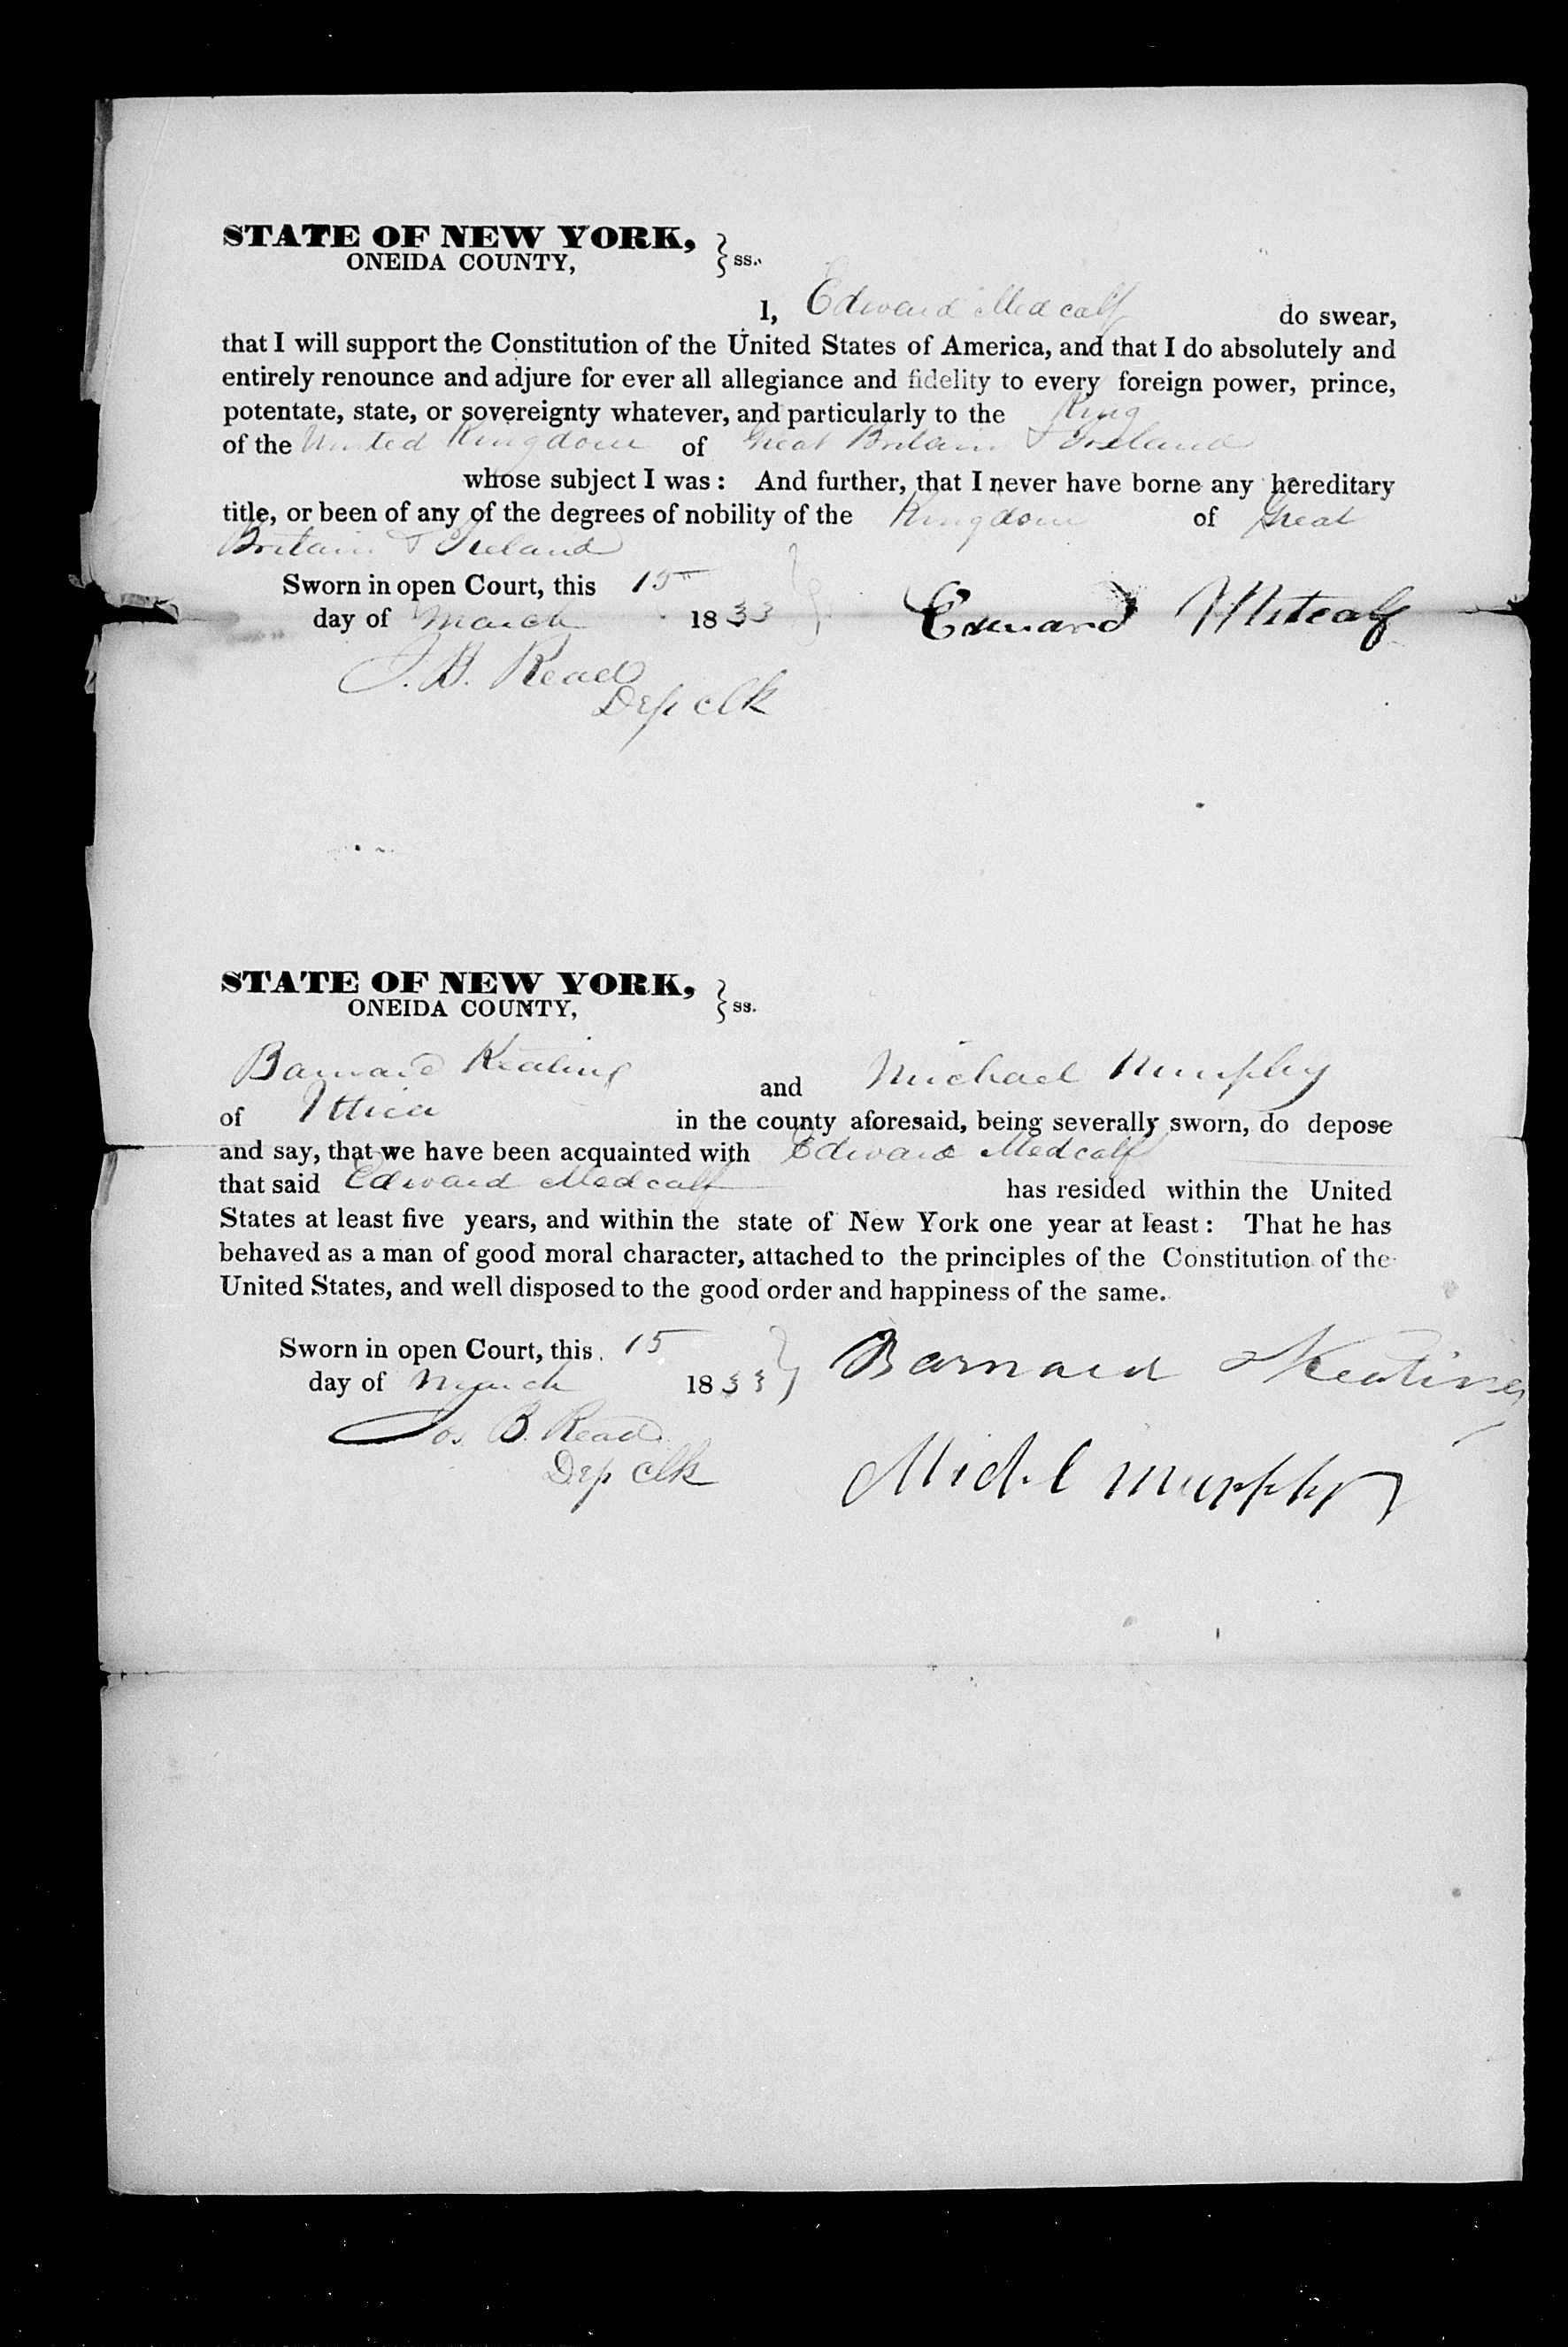 STATE OF NEW YORK, } ss.
ONEIDA COUNTY,
I, Edward Medcalf do swear,
that I will support the Constitution of the United States of America, and that I do absolutely and
entirely renounce and adjure for ever all allegiance and fidelity to every foreign power, prince,
potentate, state, or sovereignty whatever, and particularly to the King
of the United Kingdom of Great Britain & Ireland
whose subject I was: And further, that I never have borne any hereditary
title, or been of any of the degrees of nobility of the Kingdom of Great
Britain & Ireland
Sworn in open Court, this 15
day of March 1833 } Edward Metcalf
J. B. Read
Dep clk
STATE OF NEW YORK, } ss.
ONEIDA COUNTY,
Barnard Keating and Michael Murphy
of Utica in the county aforesaid, being severally sworn, do depose
and say, that we have been acquainted with Edward Medcalf
that said Edward Medcalf has resided within the United
States at least five years, and within the state of New York one year at least: That he has
behaved as a man of good moral character, attached to the principles of the Constitution of the
United States, and well disposed to the good order and happiness of the same.
Sworn in open Court, this 15 } Barnard Keating
day of March 1833
Jos. B. Read
Dep clk Michl Murphy